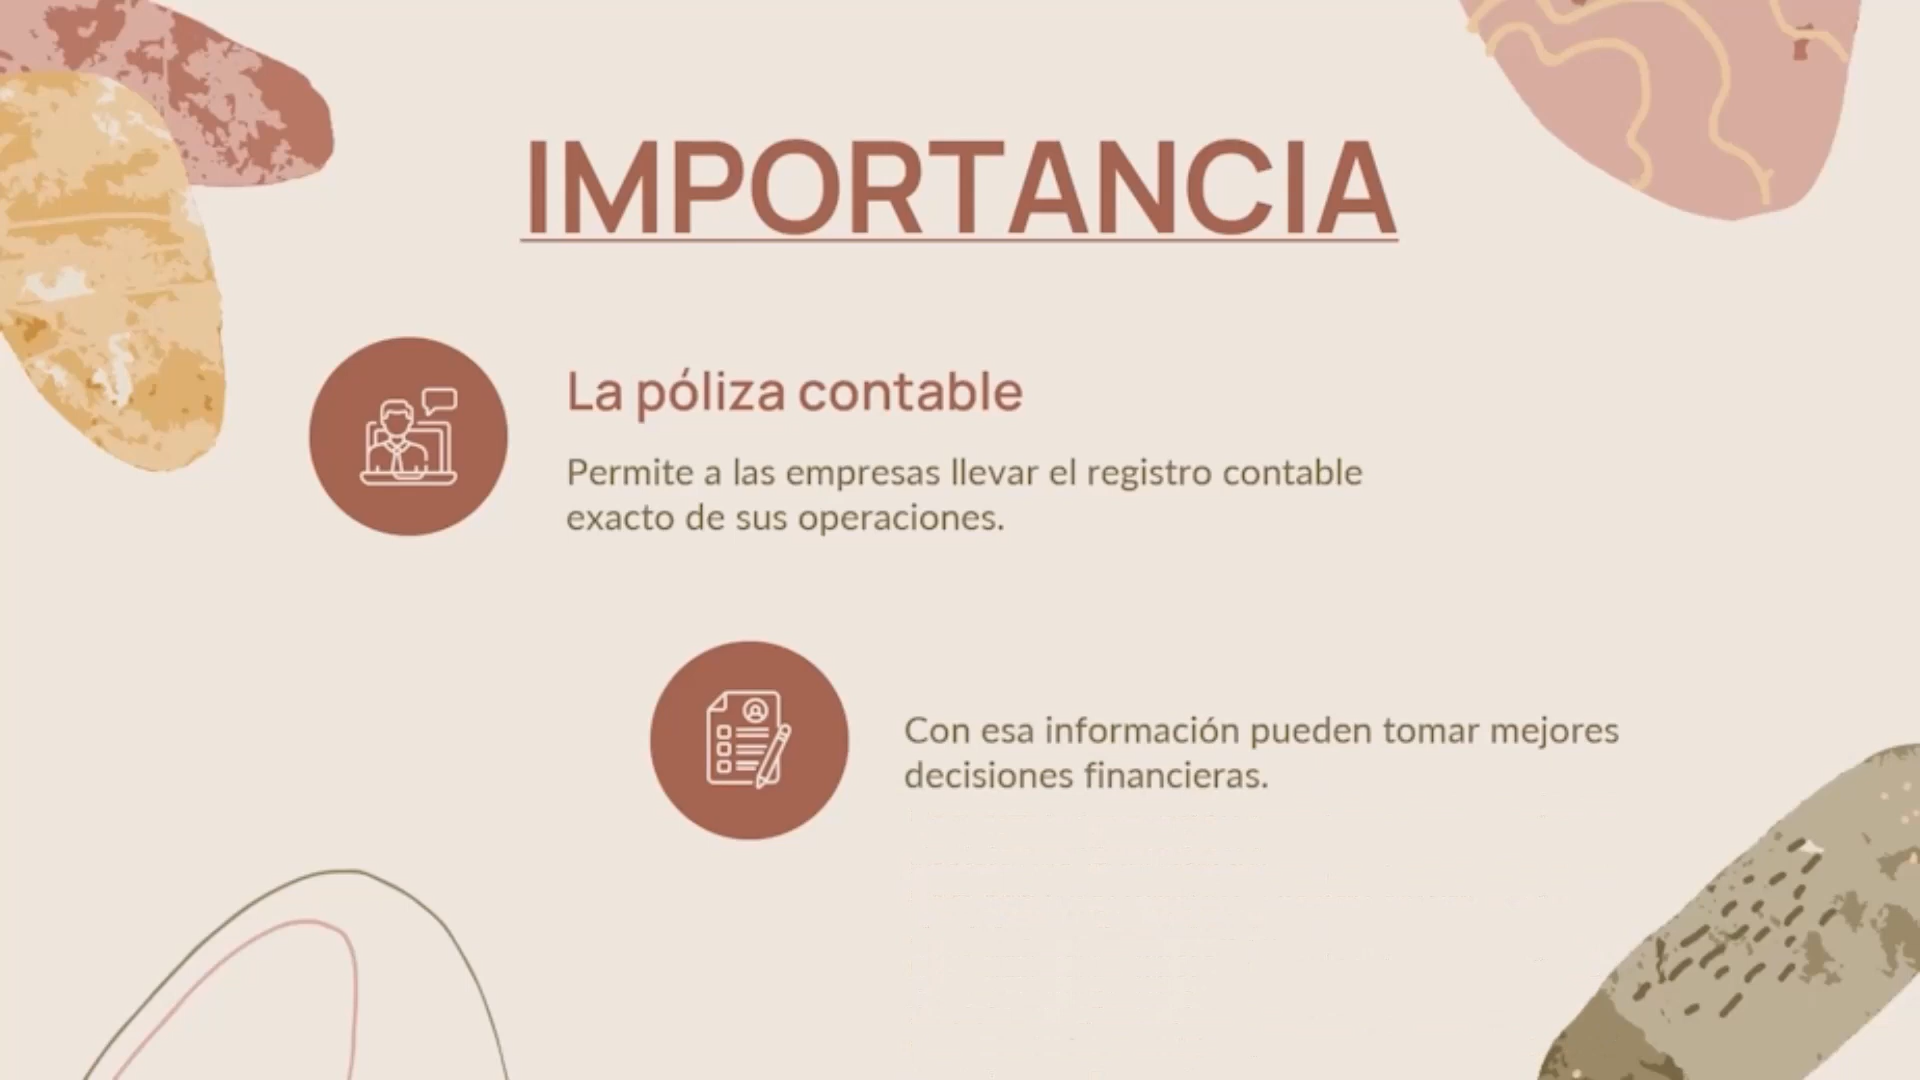 IMPORTANCIA
La póliza contable
Permite a las empresas llevar el registro contable
exacto de sus operaciones.
Con esa información pueden tomar mejores
decisiones financieras.